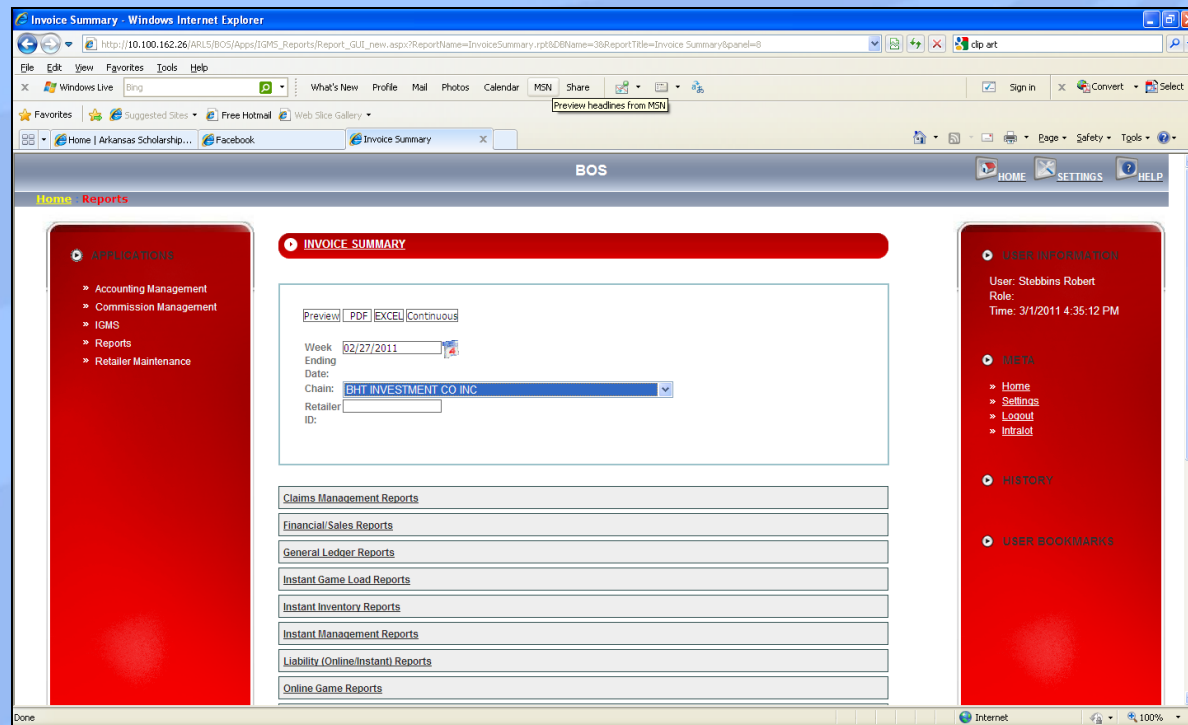 Invoice Summary - Windows Internet Explorer
http://10.100.162.26/ARLS/BOS/Apps/IGMS_Reports/Report_GUI_new.aspx?ReportName=InvoiceSummary.rpt&DBName=3&ReportTitle=Invoice Summary&panel=8 clip art
File Edit View Favorites Tools Help
x Windows Live Bing What's New Profile Mail Photos Calendar MSN Share Sign in x Convert Select
Preview headlines from MSN
Favorites Suggested Sites Free Hotmail Web Slice Gallery
Home | Arkansas Scholarship... Facebook Invoice Summary X Page Safety Tools
BOS HOME SETTINGS HELP
Home : Reports
APPLICATIONS
» Accounting Management
» Commission Management
» IGMS
» Reports
» Retailer Maintenance
INVOICE SUMMARY
Preview PDF EXCEL Continuous
Week Ending Date: 02/27/2011
Chain: BHT INVESTMENT CO INC
Retailer ID:
Claims Management Reports
Financial/Sales Reports
General Ledger Reports
Instant Game Load Reports
Instant Inventory Reports
Instant Management Reports
Liability (Online/Instant) Reports
Online Game Reports
USER INFORMATION
User: Stebbins Robert
Role:
Time: 3/1/2011 4:35:12 PM
META
» Home
» Settings
» Logout
» Intralot
HISTORY
USER BOOKMARKS
Done Internet 100%